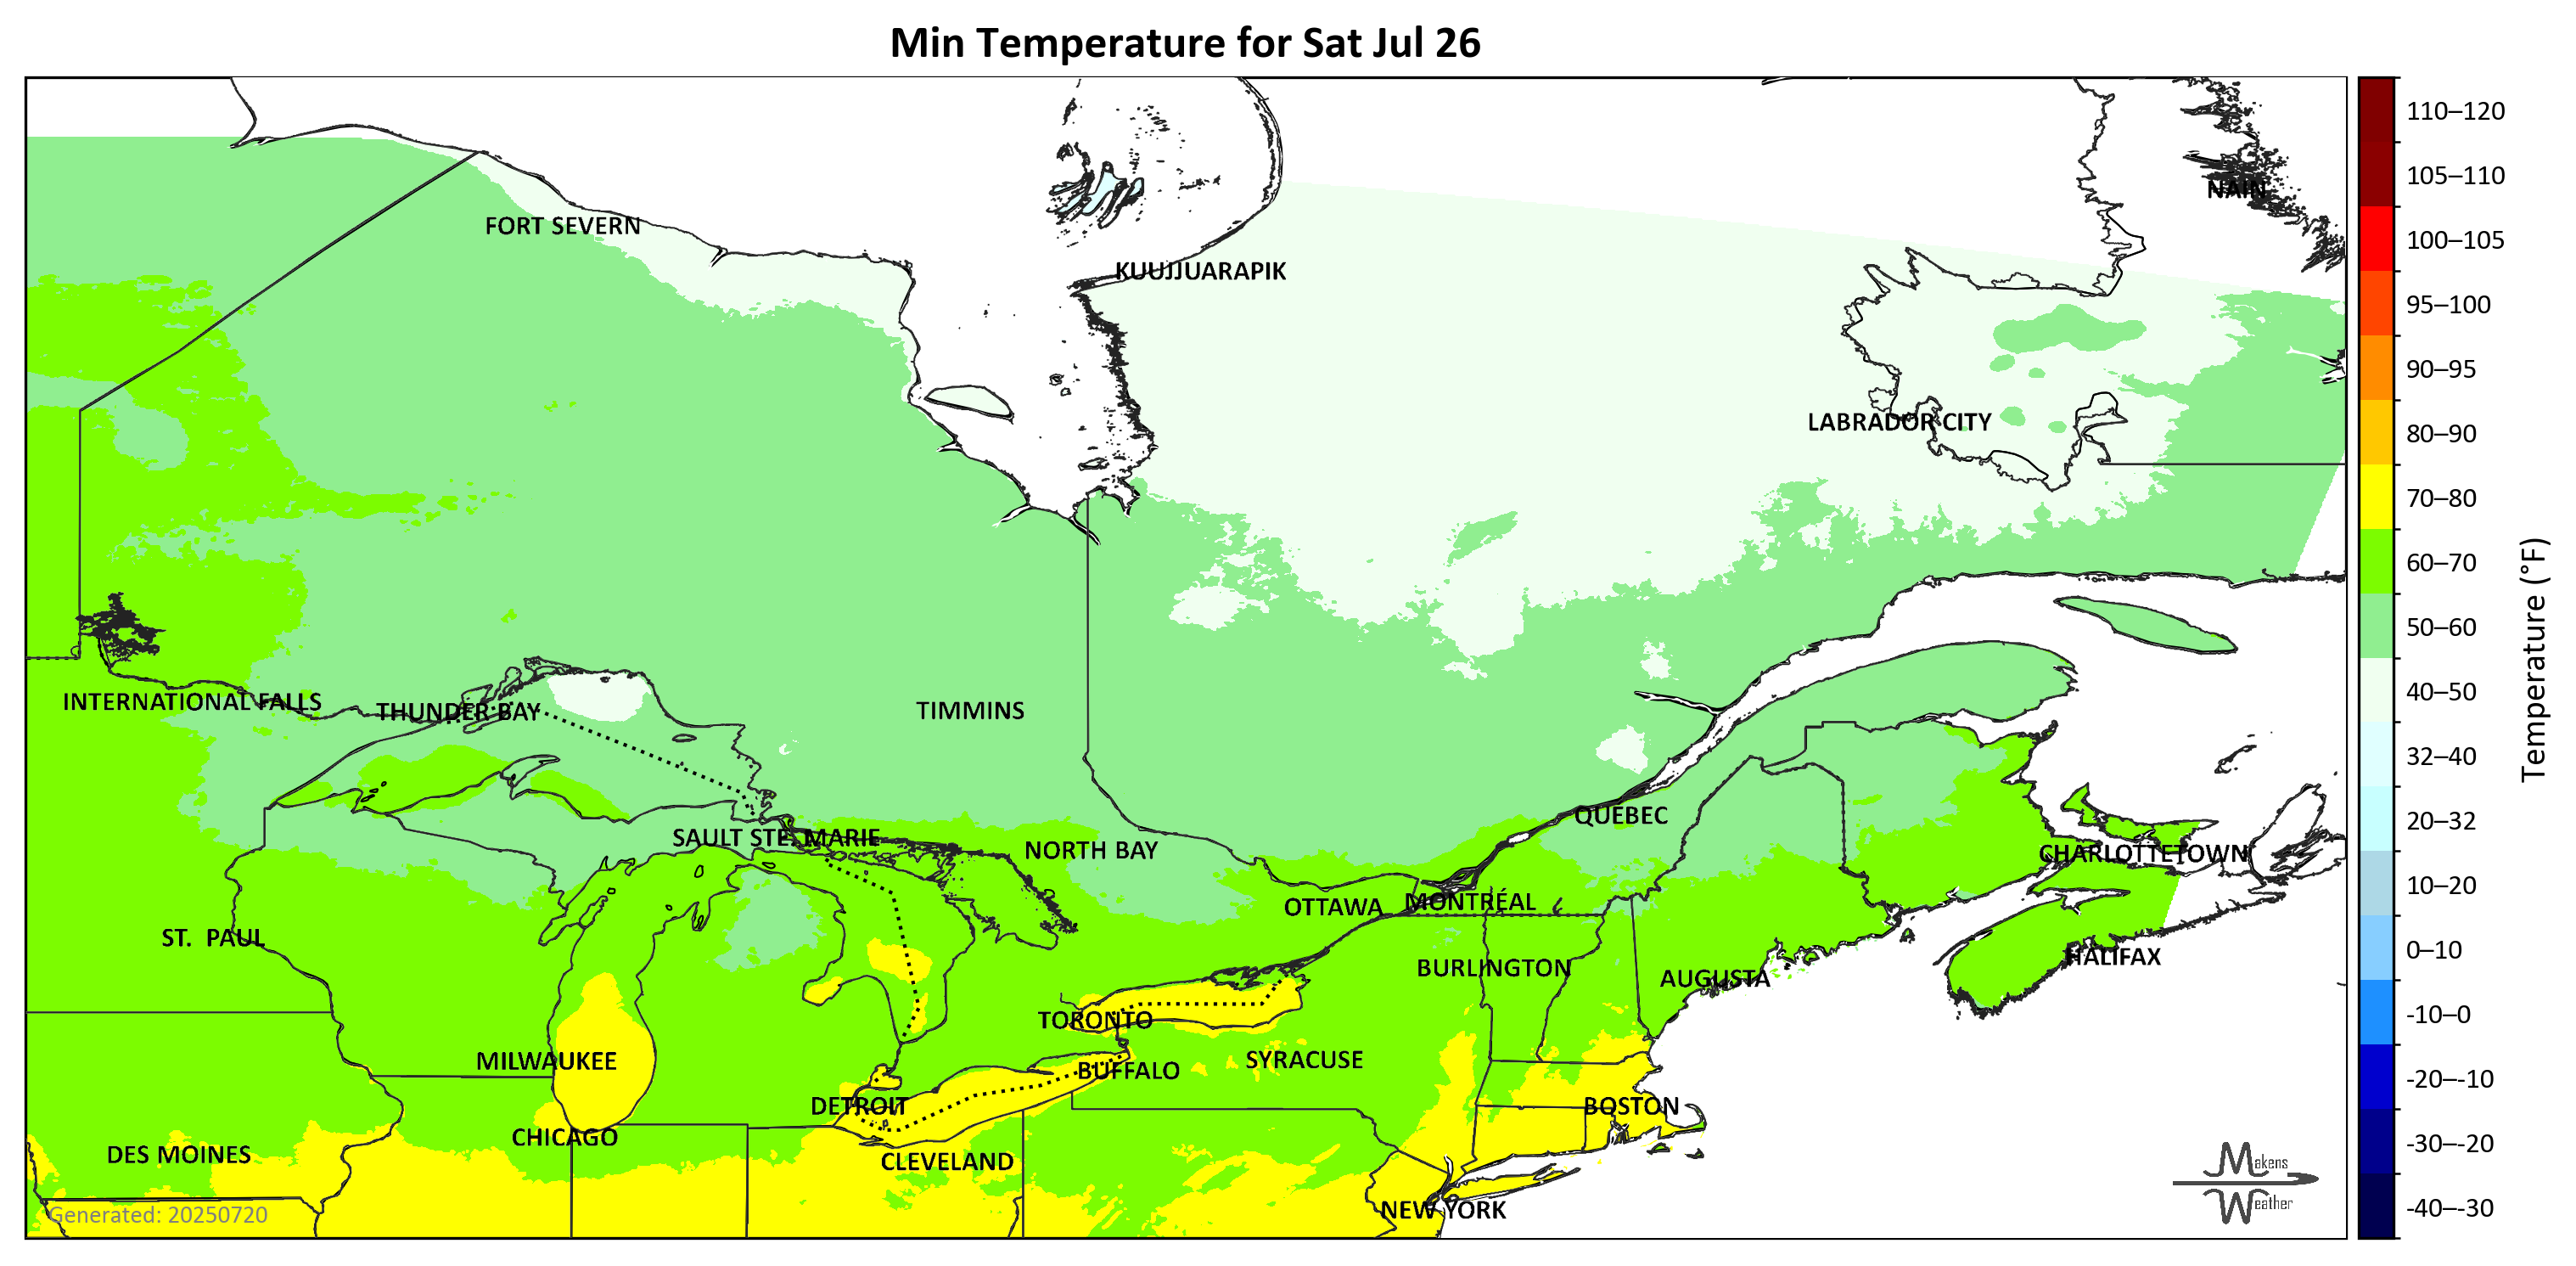 Min Temperature for Sat Jul 26
NAIN
FORT SEVERN
KUUJJUARAPIK
LABRADOR CITY
INTERNATIONAL FALLS
THUNDER BAY
TIMMINS
QUEBEC
SAULT STE. MARIE
NORTH BAY
CHARLOTTETOWN
OTTAWA
MONTRÉAL
ST. PAUL
HALIFAX
BURLINGTON
AUGUSTA
TORONTO
MILWAUKEE
SYRACUSE
BUFFALO
DETROIT
BOSTON
CHICAGO
DES MOINES
CLEVELAND
NEW YORK
Generated: 20250720
Makens
Weather
110–120
105–110
100–105
95–100
90–95
80–90
70–80
60–70
50–60
40–50
32–40
20–32
10–20
0–10
-10–0
-20–-10
-30–-20
-40–-30
Temperature (°F)